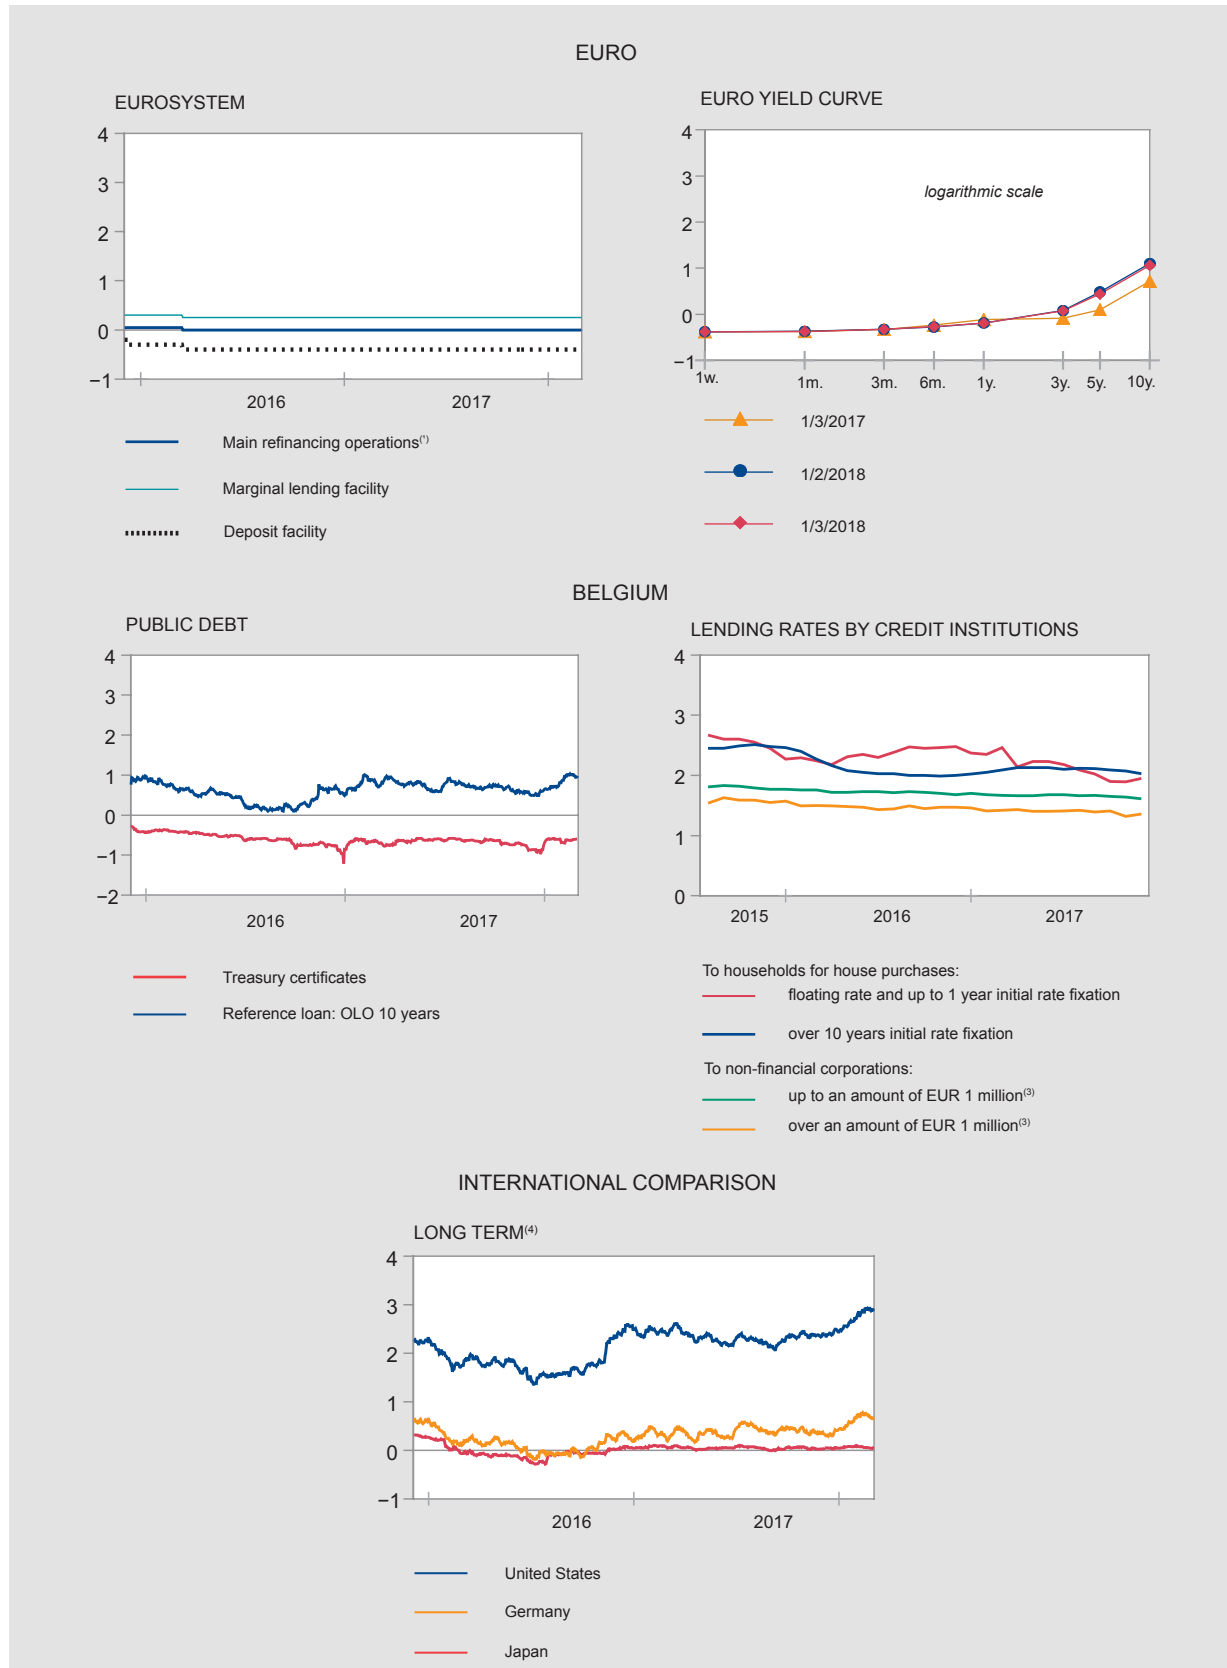 EURO
EUROSYSTEM
4
3
2
1
0
−1
2016 2017
Main refinancing operations(*)
Marginal lending facility
Deposit facility
EURO YIELD CURVE
4
3
2
1
0
−1
logarithmic scale
1w. 1m. 3m. 6m. 1y. 3y. 5y. 10y.
1/3/2017
1/2/2018
1/3/2018
BELGIUM
PUBLIC DEBT
4
3
2
1
0
−1
−2
2016 2017
Treasury certificates
Reference loan: OLO 10 years
LENDING RATES BY CREDIT INSTITUTIONS
4
3
2
1
0
2015 2016 2017
To households for house purchases:
floating rate and up to 1 year initial rate fixation
over 10 years initial rate fixation
To non-financial corporations:
up to an amount of EUR 1 million(3)
over an amount of EUR 1 million(3)
INTERNATIONAL COMPARISON
LONG TERM(4)
4
3
2
1
0
−1
2016 2017
United States
Germany
Japan